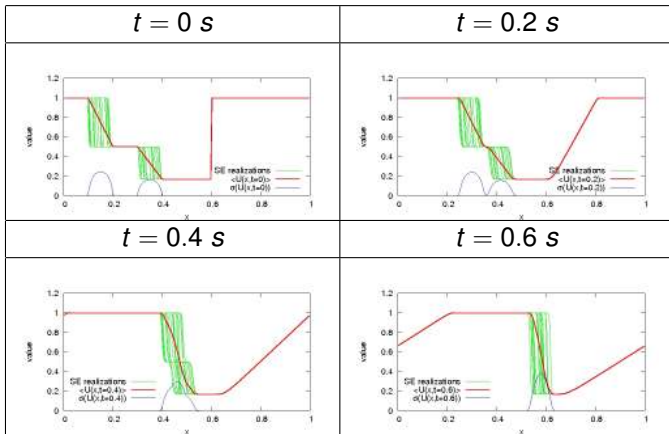 t = 0 s
t = 0.2 s
1.2
1
0.8
0.6
0.4
0.2
0
value
SIE realizations
<U(x,t=0)>
σ(U(x,t=0))
0 0.2 0.4 0.6 0.8 1
x
1.2
1
0.8
0.6
0.4
0.2
0
value
SIE realizations
<U(x,t=0.2)>
σ(U(x,t=0.2))
0 0.2 0.4 0.6 0.8 1
x
t = 0.4 s
t = 0.6 s
1.2
1
0.8
0.6
0.4
0.2
0
value
SIE realizations
<U(x,t=0.4)>
σ(U(x,t=0.4))
0 0.2 0.4 0.6 0.8 1
x
1.2
1
0.8
0.6
0.4
0.2
0
value
SIE realizations
<U(x,t=0.6)>
σ(U(x,t=0.6))
0 0.2 0.4 0.6 0.8 1
x